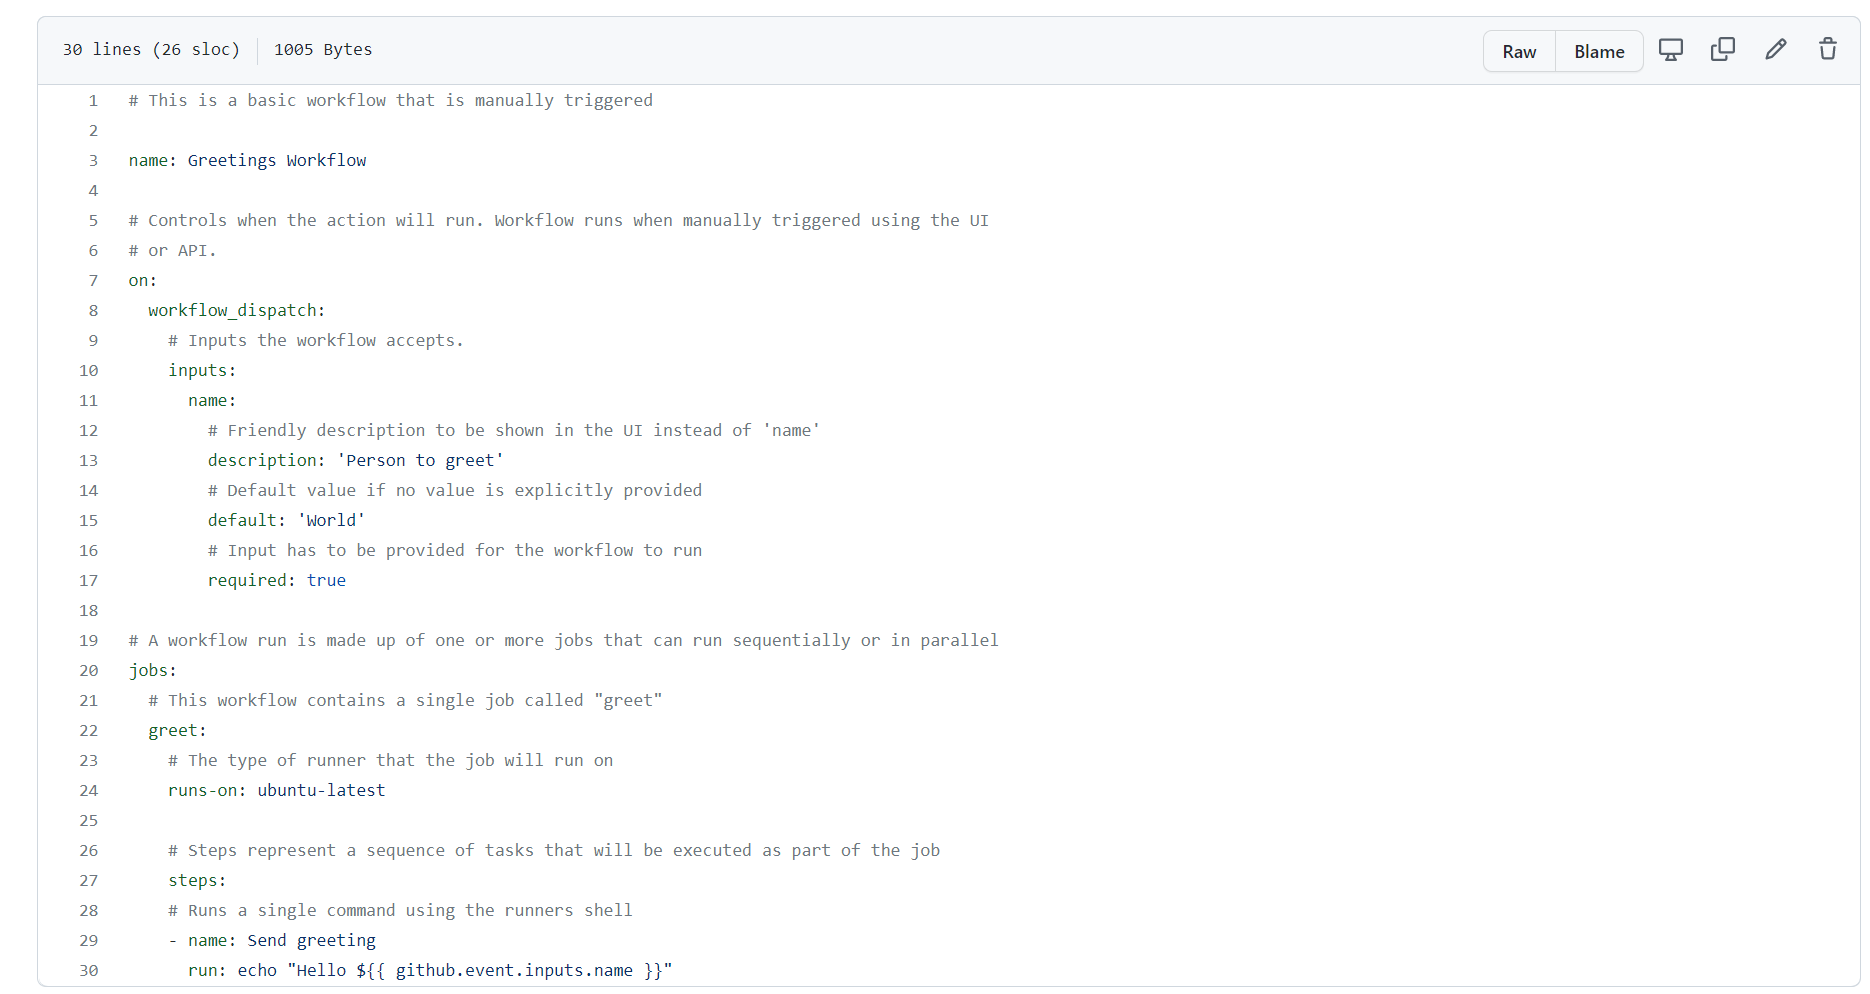 30 lines (26 sloc) 1005 Bytes Raw Blame
1 # This is a basic workflow that is manually triggered
2
3 name: Greetings Workflow
4
5 # Controls when the action will run. Workflow runs when manually triggered using the UI
6 # or API.
7 on:
8   workflow_dispatch:
9     # Inputs the workflow accepts.
10     inputs:
11       name:
12         # Friendly description to be shown in the UI instead of 'name'
13         description: 'Person to greet'
14         # Default value if no value is explicitly provided
15         default: 'World'
16         # Input has to be provided for the workflow to run
17         required: true
18
19 # A workflow run is made up of one or more jobs that can run sequentially or in parallel
20 jobs:
21   # This workflow contains a single job called "greet"
22   greet:
23     # The type of runner that the job will run on
24     runs-on: ubuntu-latest
25
26     # Steps represent a sequence of tasks that will be executed as part of the job
27     steps:
28     # Runs a single command using the runners shell
29     - name: Send greeting
30       run: echo "Hello ${{ github.event.inputs.name }}"